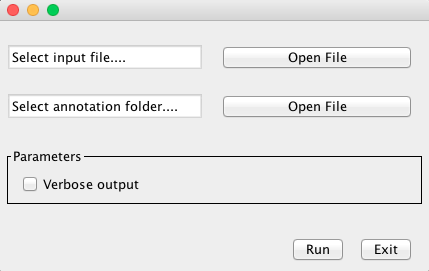 Select input file.... Open File
Select annotation folder.... Open File
Parameters
Verbose output
Run Exit